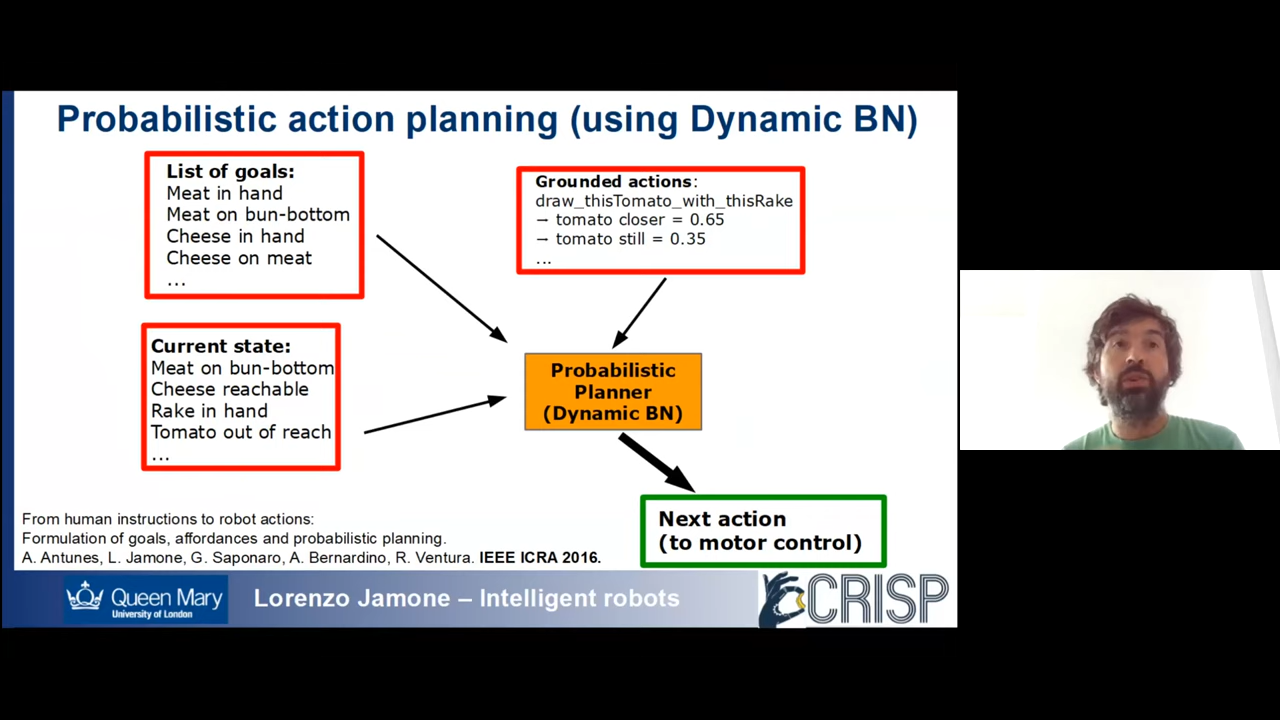 Probabilistic action planning (using Dynamic BN)
List of goals:
Meat in hand
Meat on bun-bottom
Cheese in hand
Cheese on meat
...
Grounded actions:
draw_thisTomato_with_thisRake
→ tomato closer = 0.65
→ tomato still = 0.35
...
Current state:
Meat on bun-bottom
Cheese reachable
Rake in hand
Tomato out of reach
...
Probabilistic
Planner
(Dynamic BN)
Next action
(to motor control)
From human instructions to robot actions:
Formulation of goals, affordances and probabilistic planning.
A. Antunes, L. Jamone, G. Saponaro, A. Bernardino, R. Ventura. IEEE ICRA 2016.
Queen Mary
University of London
Lorenzo Jamone – Intelligent robots
CRISP